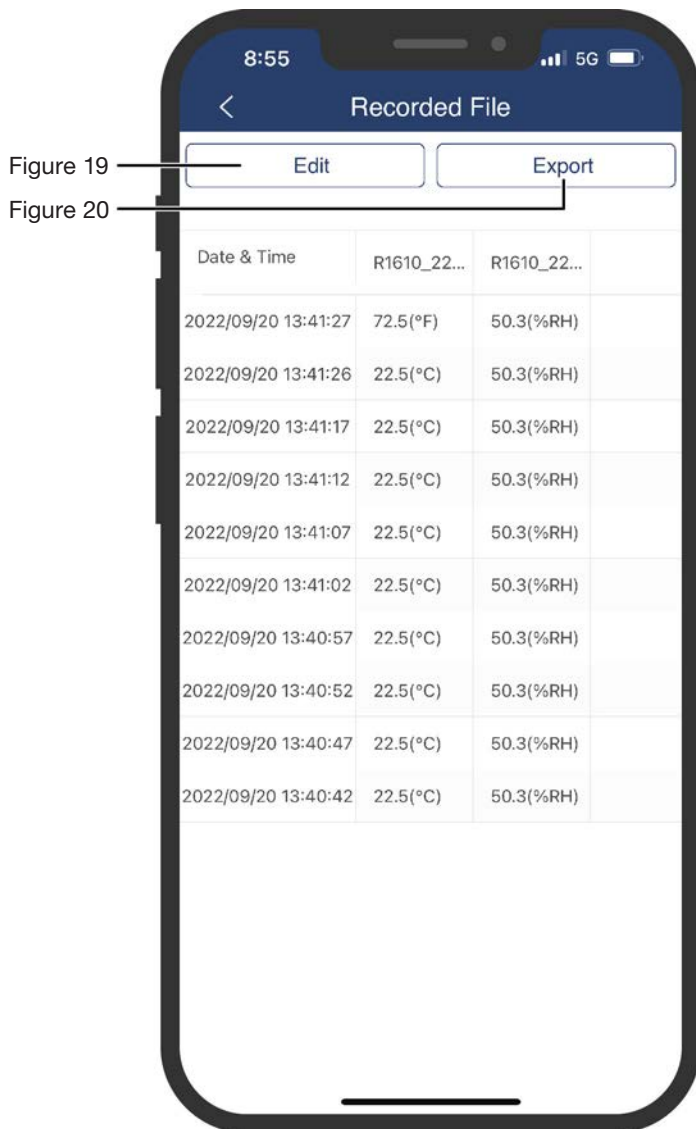 8:55 5G
Recorded File
Figure 19 Edit Export
Figure 20
Date & Time R1610_22... R1610_22...
2022/09/20 13:41:27 72.5(°F) 50.3(%RH)
2022/09/20 13:41:26 22.5(°C) 50.3(%RH)
2022/09/20 13:41:17 22.5(°C) 50.3(%RH)
2022/09/20 13:41:12 22.5(°C) 50.3(%RH)
2022/09/20 13:41:07 22.5(°C) 50.3(%RH)
2022/09/20 13:41:02 22.5(°C) 50.3(%RH)
2022/09/20 13:40:57 22.5(°C) 50.3(%RH)
2022/09/20 13:40:52 22.5(°C) 50.3(%RH)
2022/09/20 13:40:47 22.5(°C) 50.3(%RH)
2022/09/20 13:40:42 22.5(°C) 50.3(%RH)